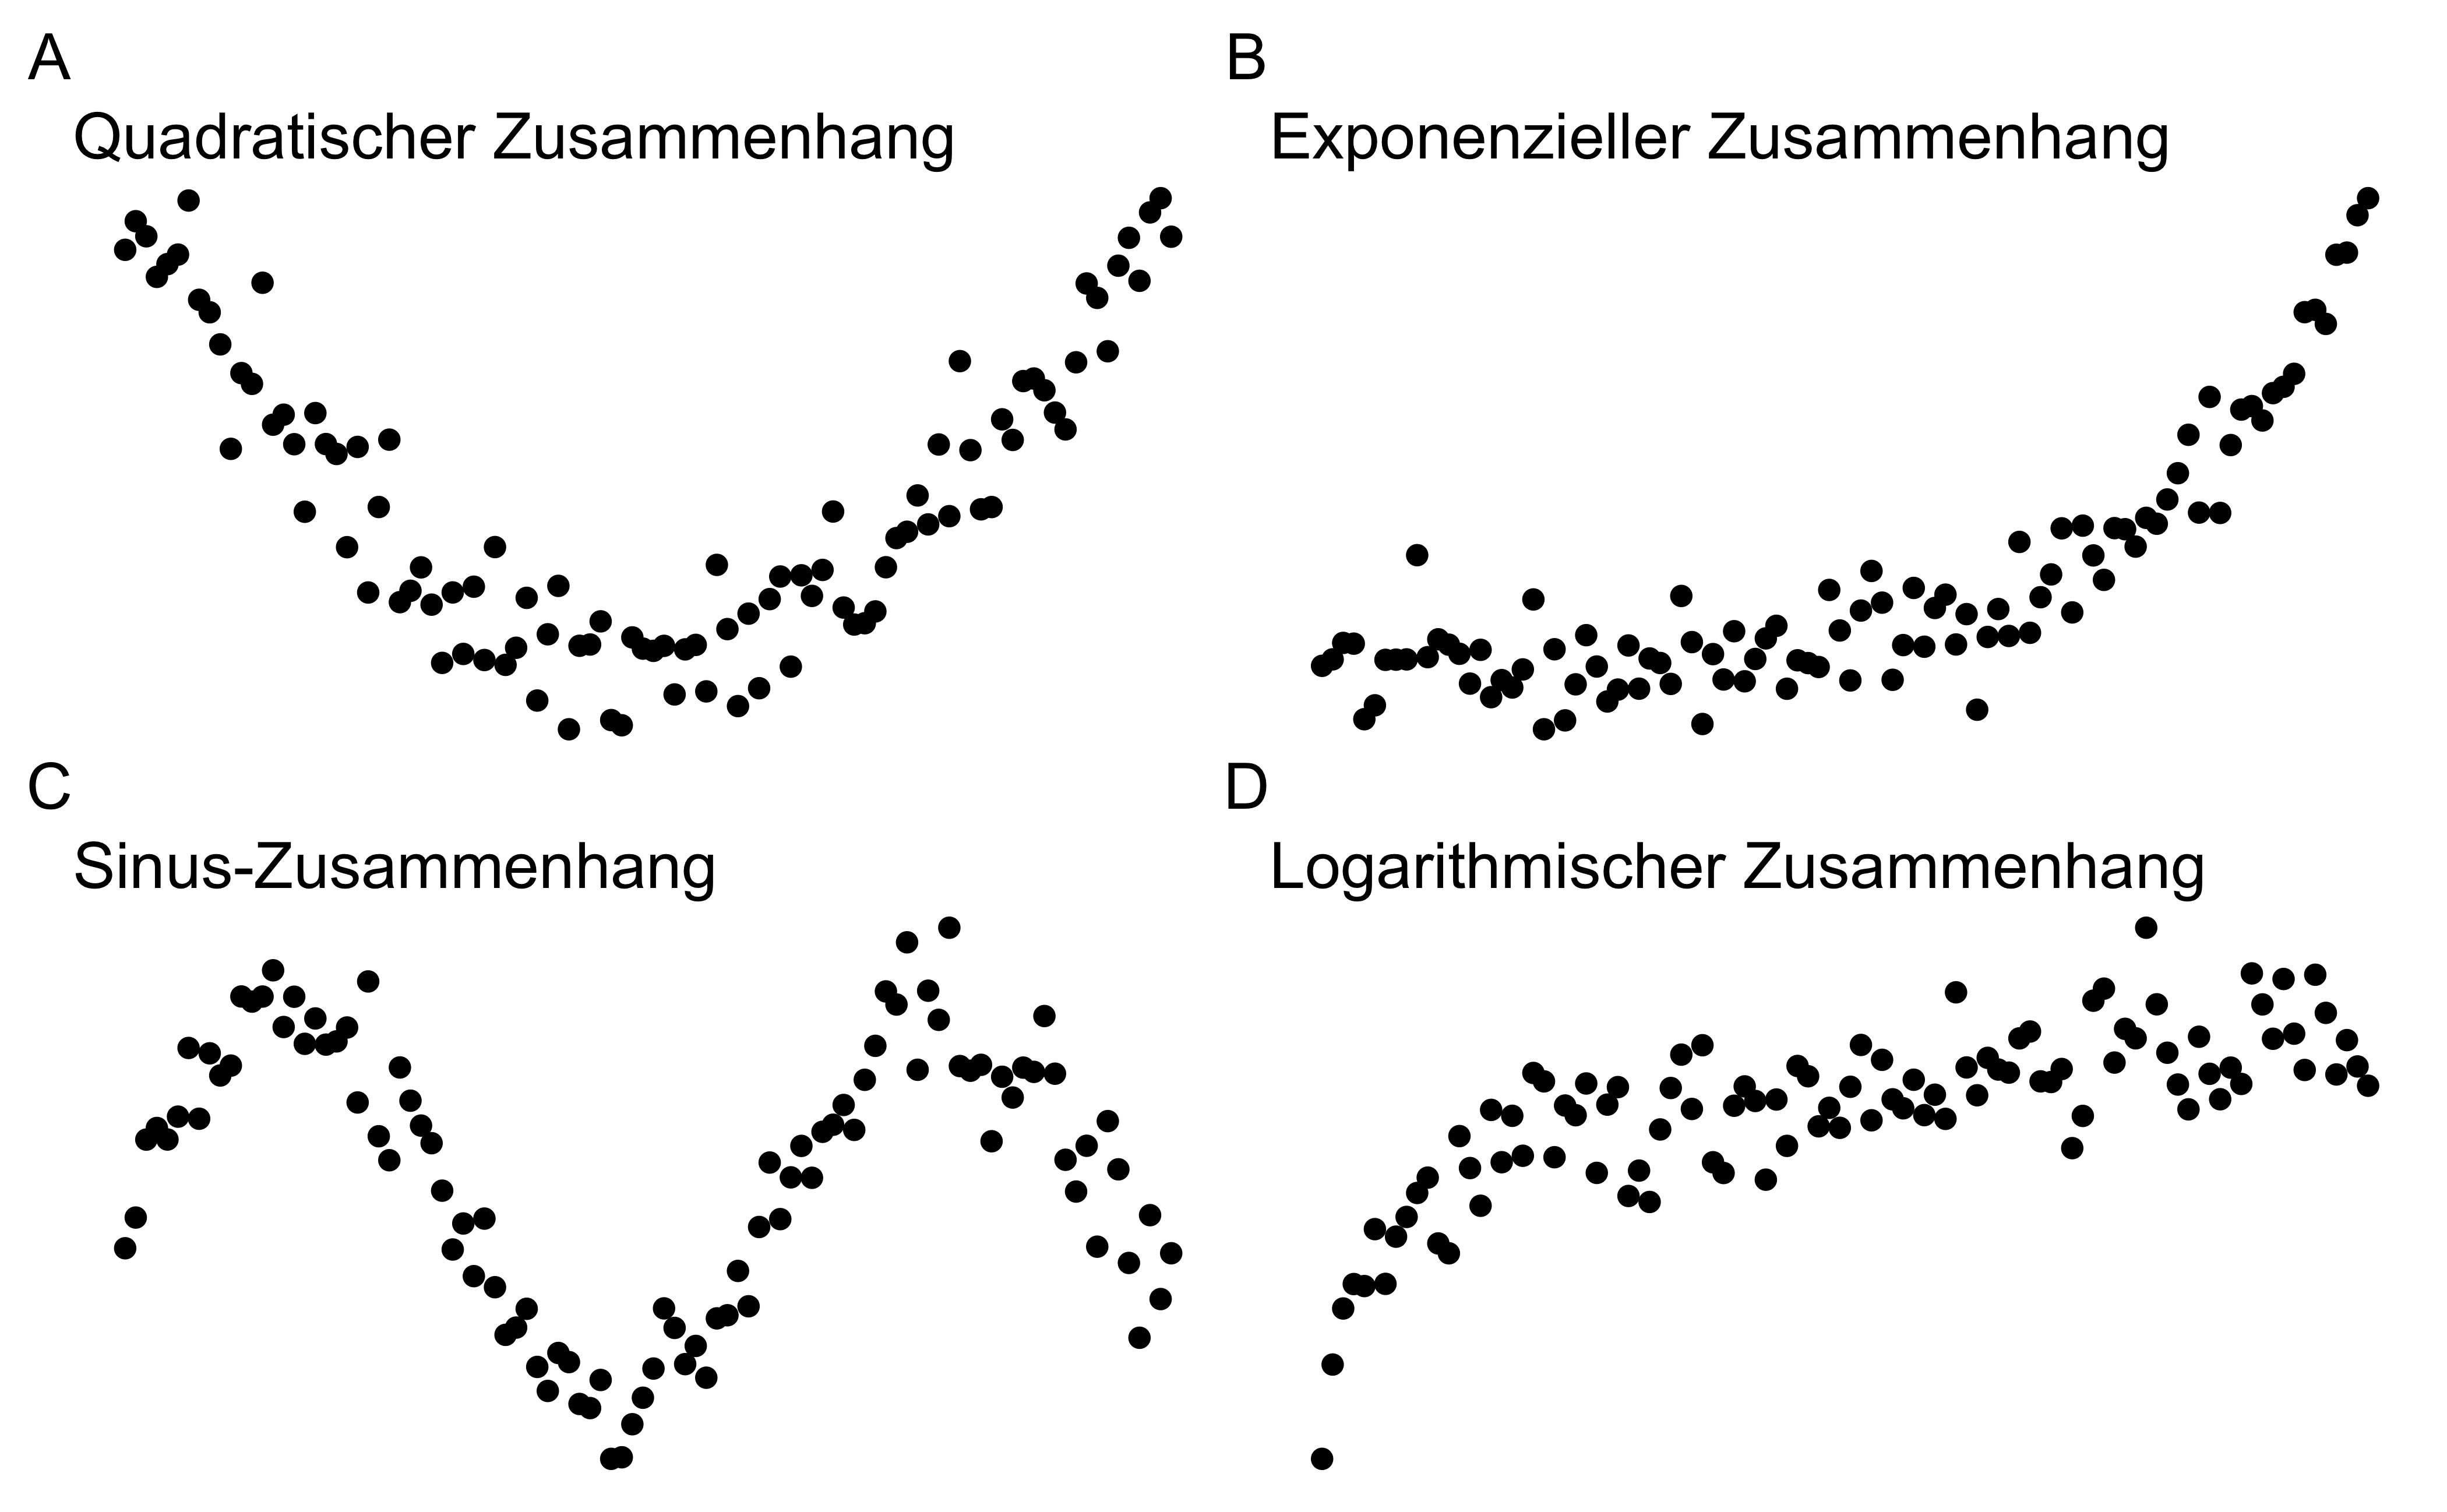 A
Quadratischer Zusammenhang
B
Exponenzieller Zusammenhang
C
Sinus-Zusammenhang
D
Logarithmischer Zusammenhang